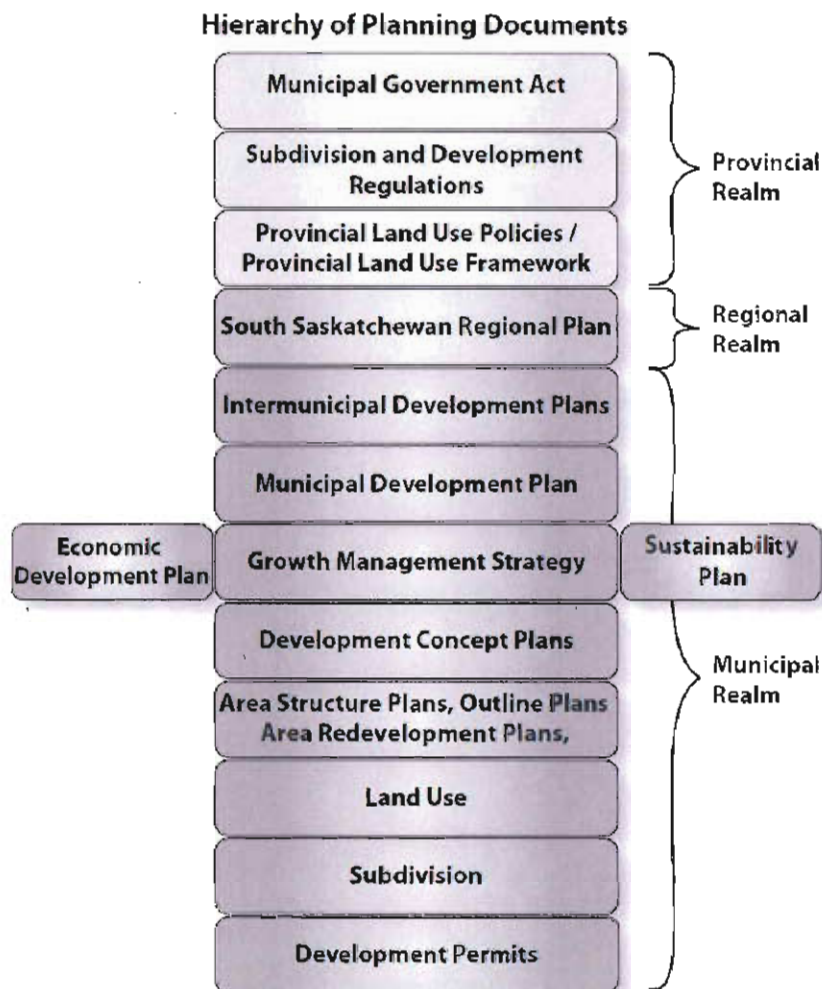 Hierarchy of Planning Documents
Municipal Government Act
Subdivision and Development
Regulations
Provincial Land Use Policies /
Provincial Land Use Framework
Provincial
Realm
South Saskatchewan Regional Plan
Regional
Realm
Intermunicipal Development Plans
Municipal Development Plan
Economic
Development Plan
Growth Management Strategy
Sustainability
Plan
Development Concept Plans
Area Structure Plans, Outline Plans
Area Redevelopment Plans,
Municipal
Realm
Land Use
Subdivision
Development Permits